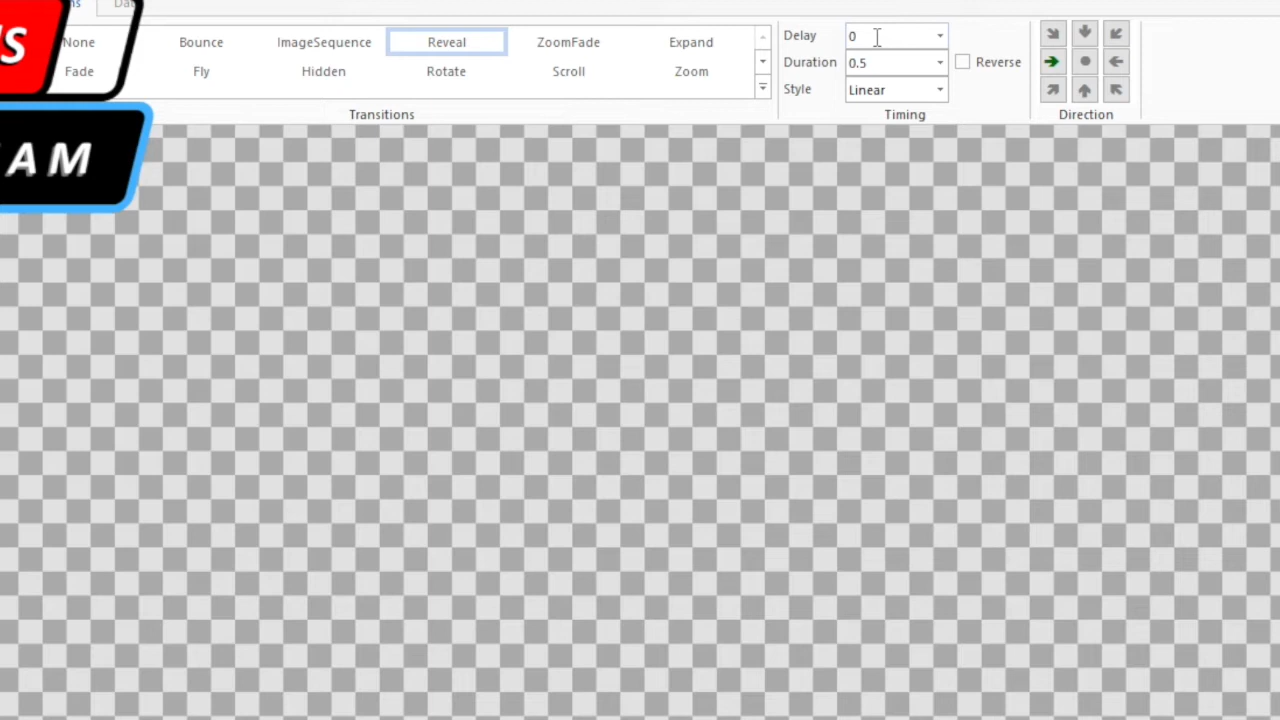 None Bounce ImageSequence Reveal ZoomFade Expand
Fade Fly Hidden Rotate Scroll Zoom
Transitions
Delay 0
Duration 0.5 Reverse
Style Linear
Timing
Direction
S
AM